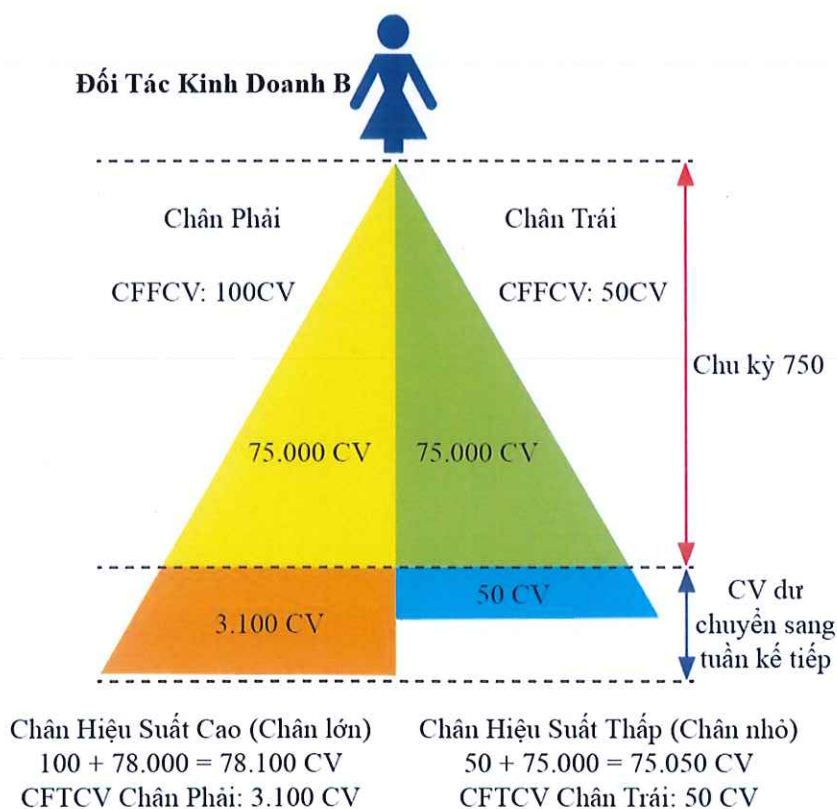 Đối Tác Kinh Doanh B
Chân Phải
Chân Trái
CFFCV: 100CV
CFFCV: 50CV
Chu kỳ 750
75.000 CV
75.000 CV
3.100 CV
50 CV
CV dư
chuyển sang
tuần kế tiếp
Chân Hiệu Suất Cao (Chân lớn)
100 + 78.000 = 78.100 CV
CFTCV Chân Phải: 3.100 CV
Chân Hiệu Suất Thấp (Chân nhỏ)
50 + 75.000 = 75.050 CV
CFTCV Chân Trái: 50 CV